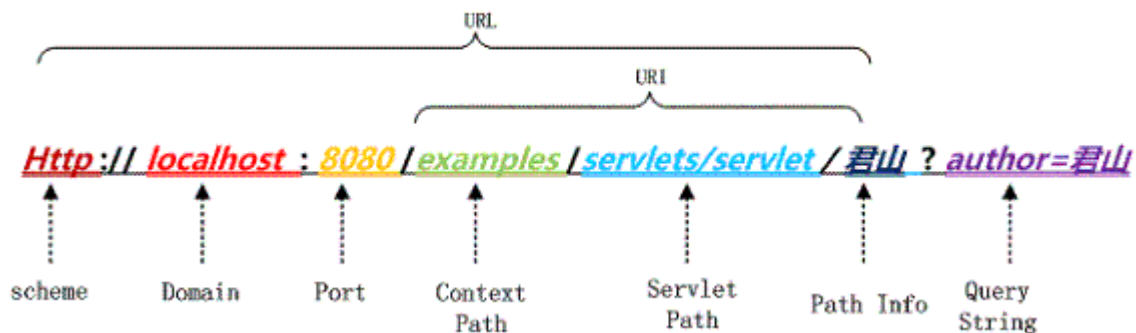 URL
URI
Http :// localhost : 8080 / examples / servlets/servlet / 君山 ? author=君山
scheme
Domain
Port
Context
Path
Servlet
Path
Path Info
Query
String